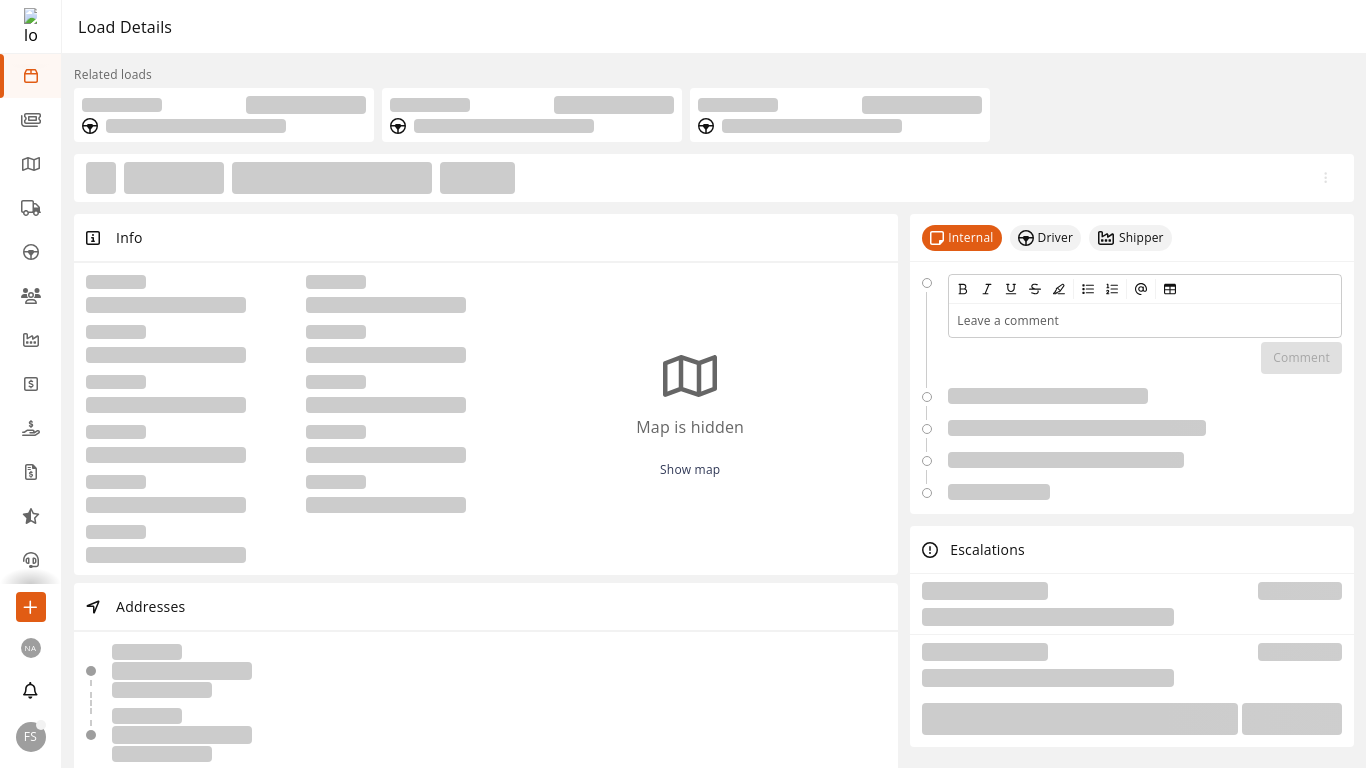 lo
Load Details
Related loads
Info
Map is hidden
Show map
Addresses
Internal
Driver
Shipper
Leave a comment
Comment
Escalations
NA
FS